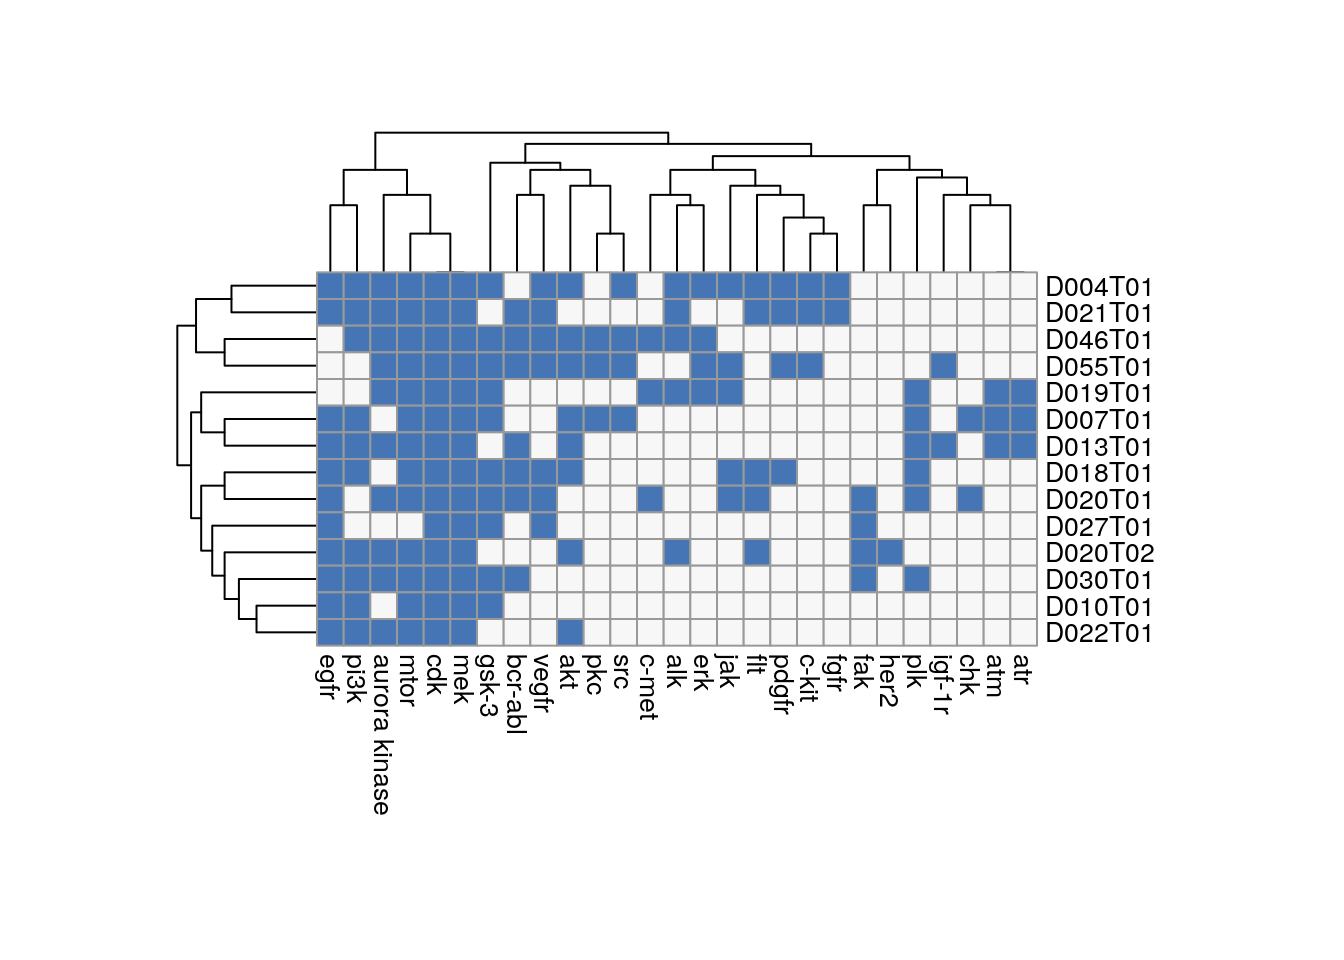 D004T01
D021T01
D046T01
D055T01
D019T01
D007T01
D013T01
D018T01
D020T01
D027T01
D020T02
D030T01
D010T01
D022T01
egfr
pi3k
aurora kinase
mtor
cdk
mek
gsk-3
bcr-abl
vegfr
akt
pkc
src
c-met
alk
erk
jak
flt
pdgfr
c-kit
fgfr
fak
her2
plk
igf-1r
chk
atm
atr